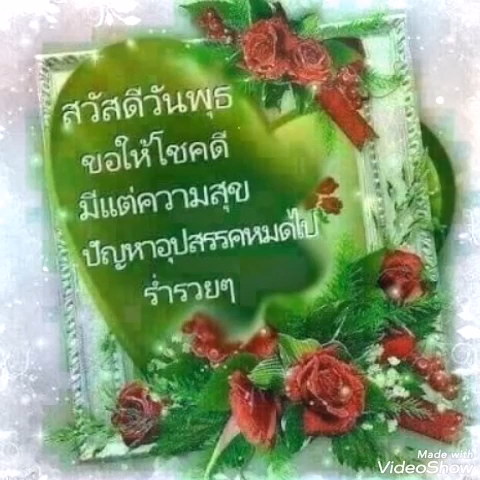 สวัสดีวันพุธ
ขอให้โชคดี
มีแต่ความสุข
ปัญหาอุปสรรคหมดไป
ร่ำรวยๆ
Made with
VideoShow